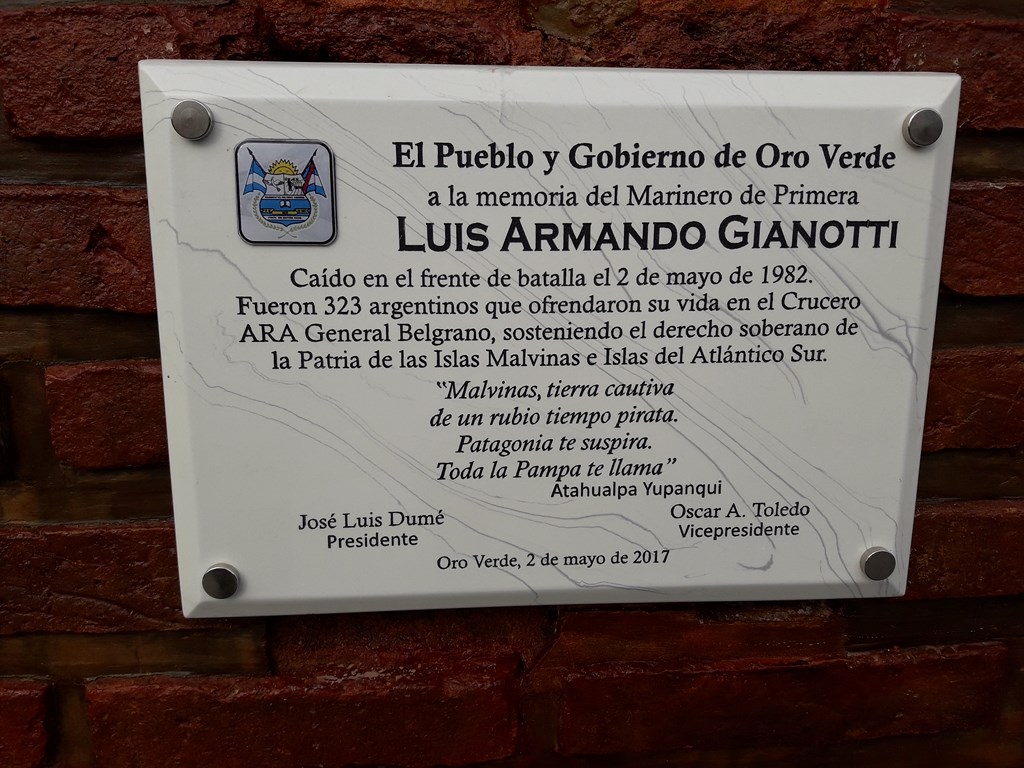 El Pueblo y Gobierno de Oro Verde
a la memoria del Marinero de Primera
LUIS ARMANDO GIANOTTI
Caído en el frente de batalla el 2 de mayo de 1982.
Fueron 323 argentinos que ofrendaron su vida en el Crucero
ARA General Belgrano, sosteniendo el derecho soberano de
la Patria de las Islas Malvinas e Islas del Atlántico Sur.
"Malvinas, tierra cautiva
de un rubio tiempo pirata.
Patagonia te suspira.
Toda la Pampa te llama"
Atahualpa Yupanqui
José Luis Dumé
Presidente
Oscar A. Toledo
Vicepresidente
Oro Verde, 2 de mayo de 2017